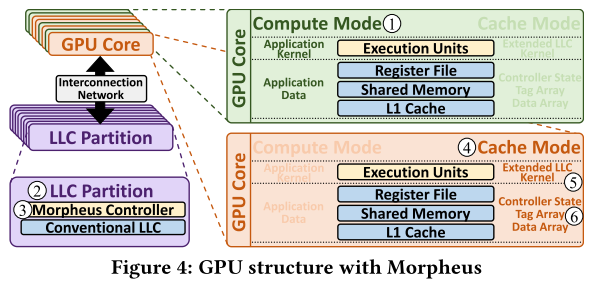 GPU Core
Interconnection
Network
LLC Partition
② LLC Partition
③ Morpheus Controller
Conventional LLC
GPU Core
Compute Mode ①
Cache Mode
Application
Kernel
Execution Units
Extended LLC
Kernel
Application
Data
Register File
Shared Memory
L1 Cache
Controller State
Tag Array
Data Array
GPU Core
Compute Mode
④ Cache Mode
Application
Kernel
Execution Units
Extended LLC
Kernel ⑤
Application
Data
Register File
Shared Memory
L1 Cache
Controller State
Tag Array ⑥
Data Array
Figure 4: GPU structure with Morpheus